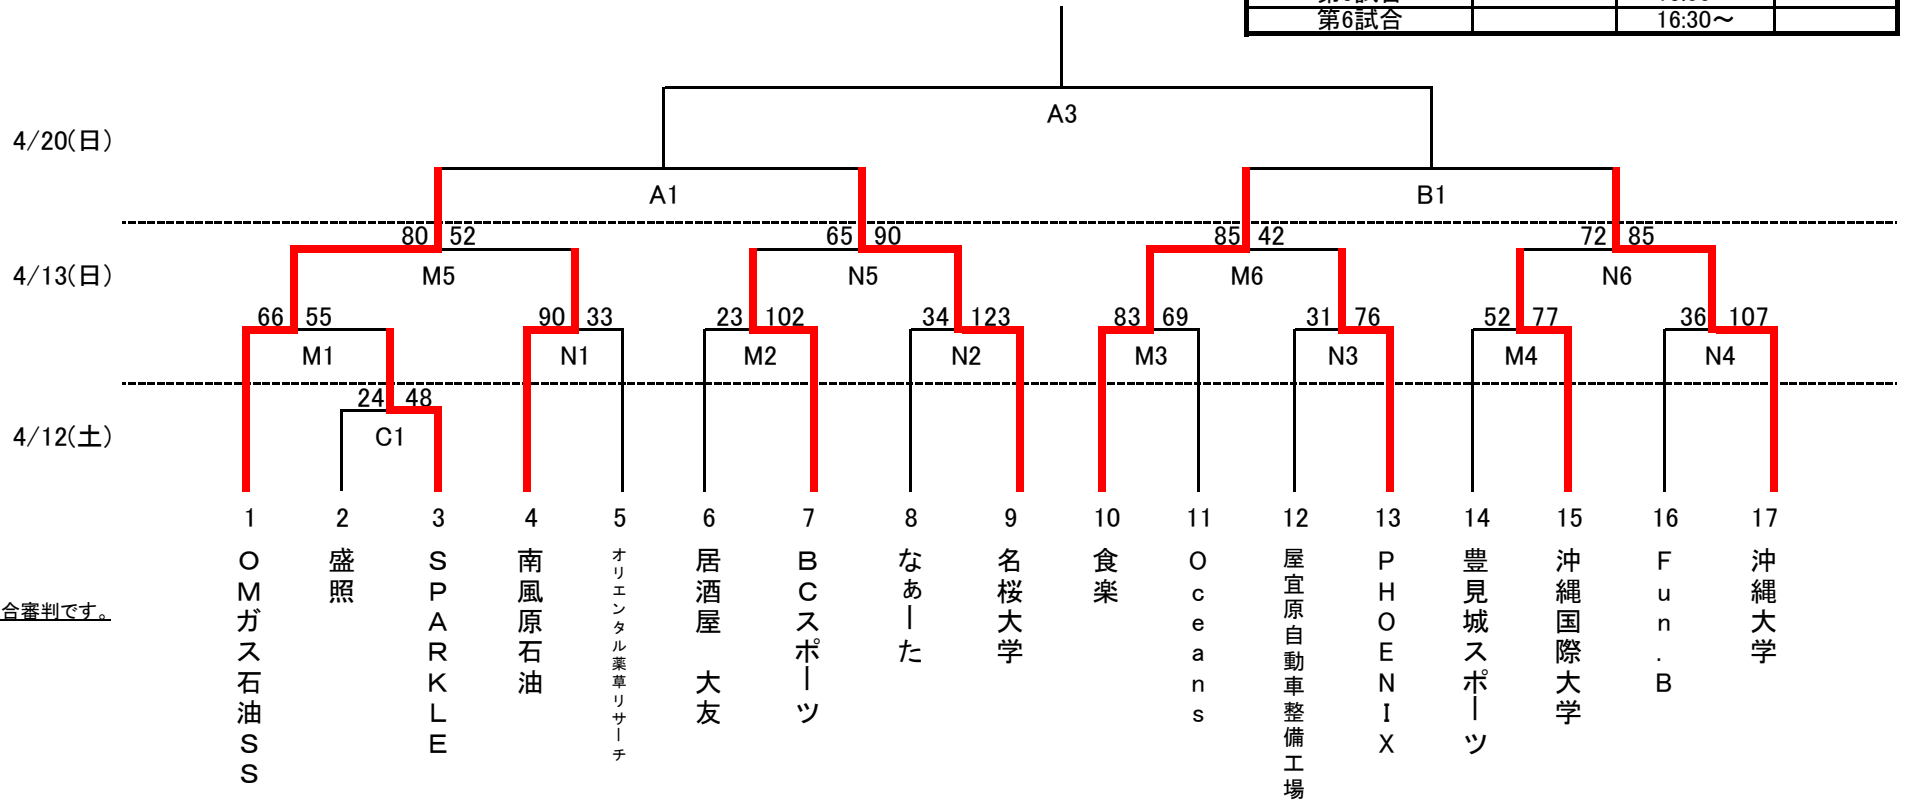 第6試合 16:30～
A3
4/20(日)
A1 B1
80 52 65 90 85 42 72 85
4/13(日) M5 N5 M6 N6
66 55 90 33 23 102 34 123 83 69 31 76 52 77 36 107
M1 N1 M2 N2 M3 N3 M4 N4
24 48
4/12(土) C1
1 2 3 4 5 6 7 8 9 10 11 12 13 14 15 16 17
OMガス石油SS
盛照
SPARKLE
南風原石油
オリエンタル薬草リサーチ
居酒屋　大友
BCスポーツ
なぁーた
名桜大学
食楽
Oceans
屋宜原自動車整備工場
PHOENIX
豊見城スポーツ
沖縄国際大学
Fun.B
沖縄大学
合審判です。